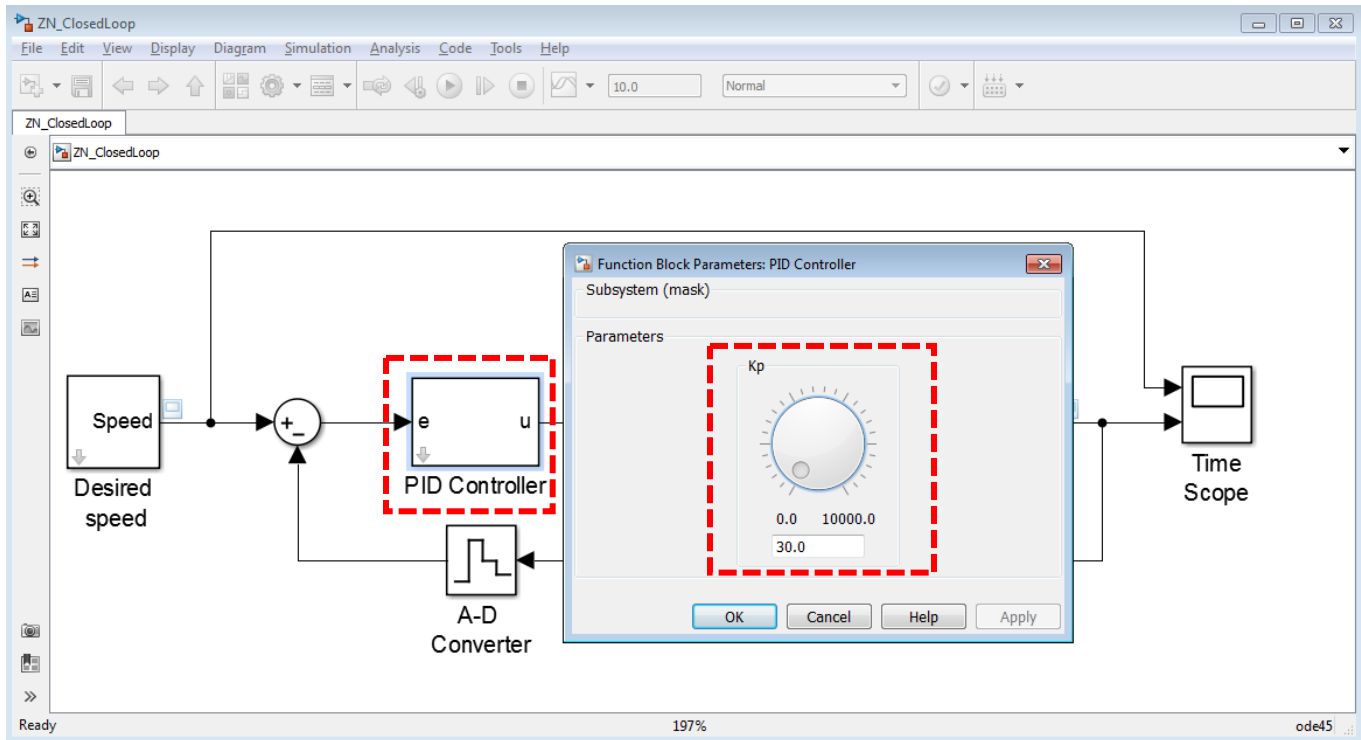 ZN_ClosedLoop
File Edit View Display Diagram Simulation Analysis Code Tools Help
10.0 Normal
ZN_ClosedLoop
ZN_ClosedLoop
Function Block Parameters: PID Controller
Subsystem (mask)
Parameters
Kp
0.0 10000.0
30.0
OK Cancel Help Apply
Speed
Desired
speed
+
−
e u
PID Controller
A-D
Converter
Time
Scope
Ready 197% ode45